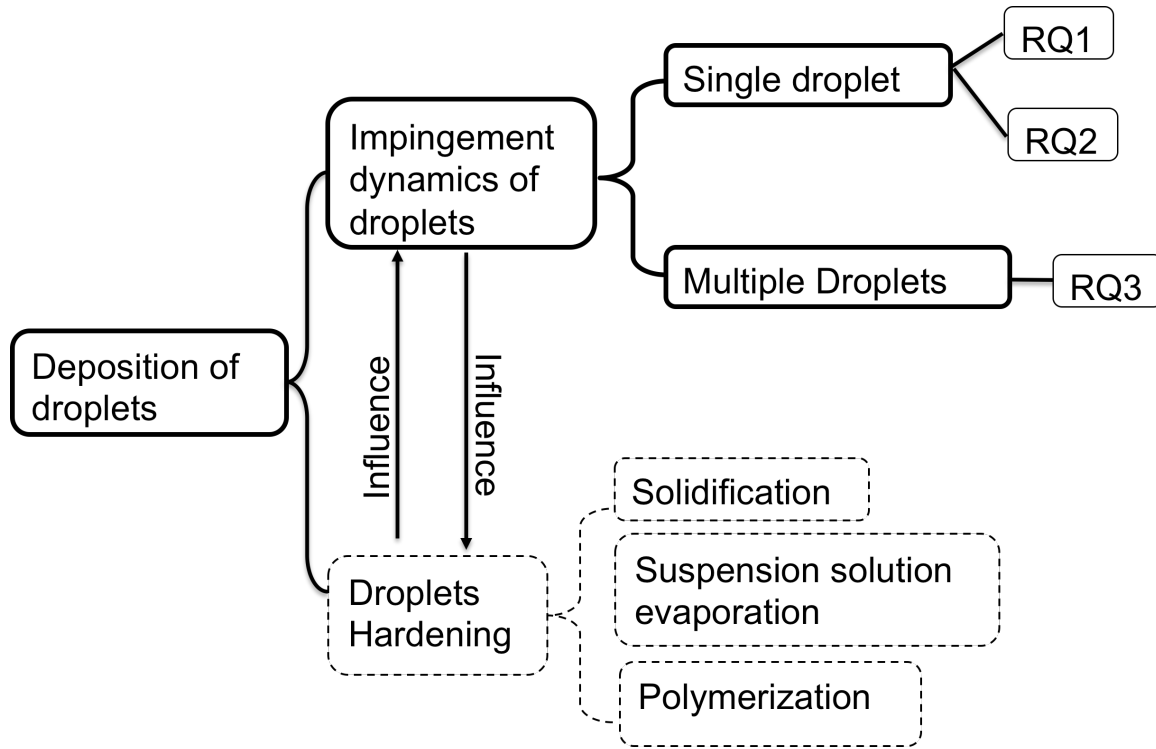 Deposition of
droplets
Impingement
dynamics of
droplets
Influence
Influence
Droplets
Hardening
Single droplet
RQ1
RQ2
Multiple Droplets
RQ3
Solidification
Suspension solution
evaporation
Polymerization